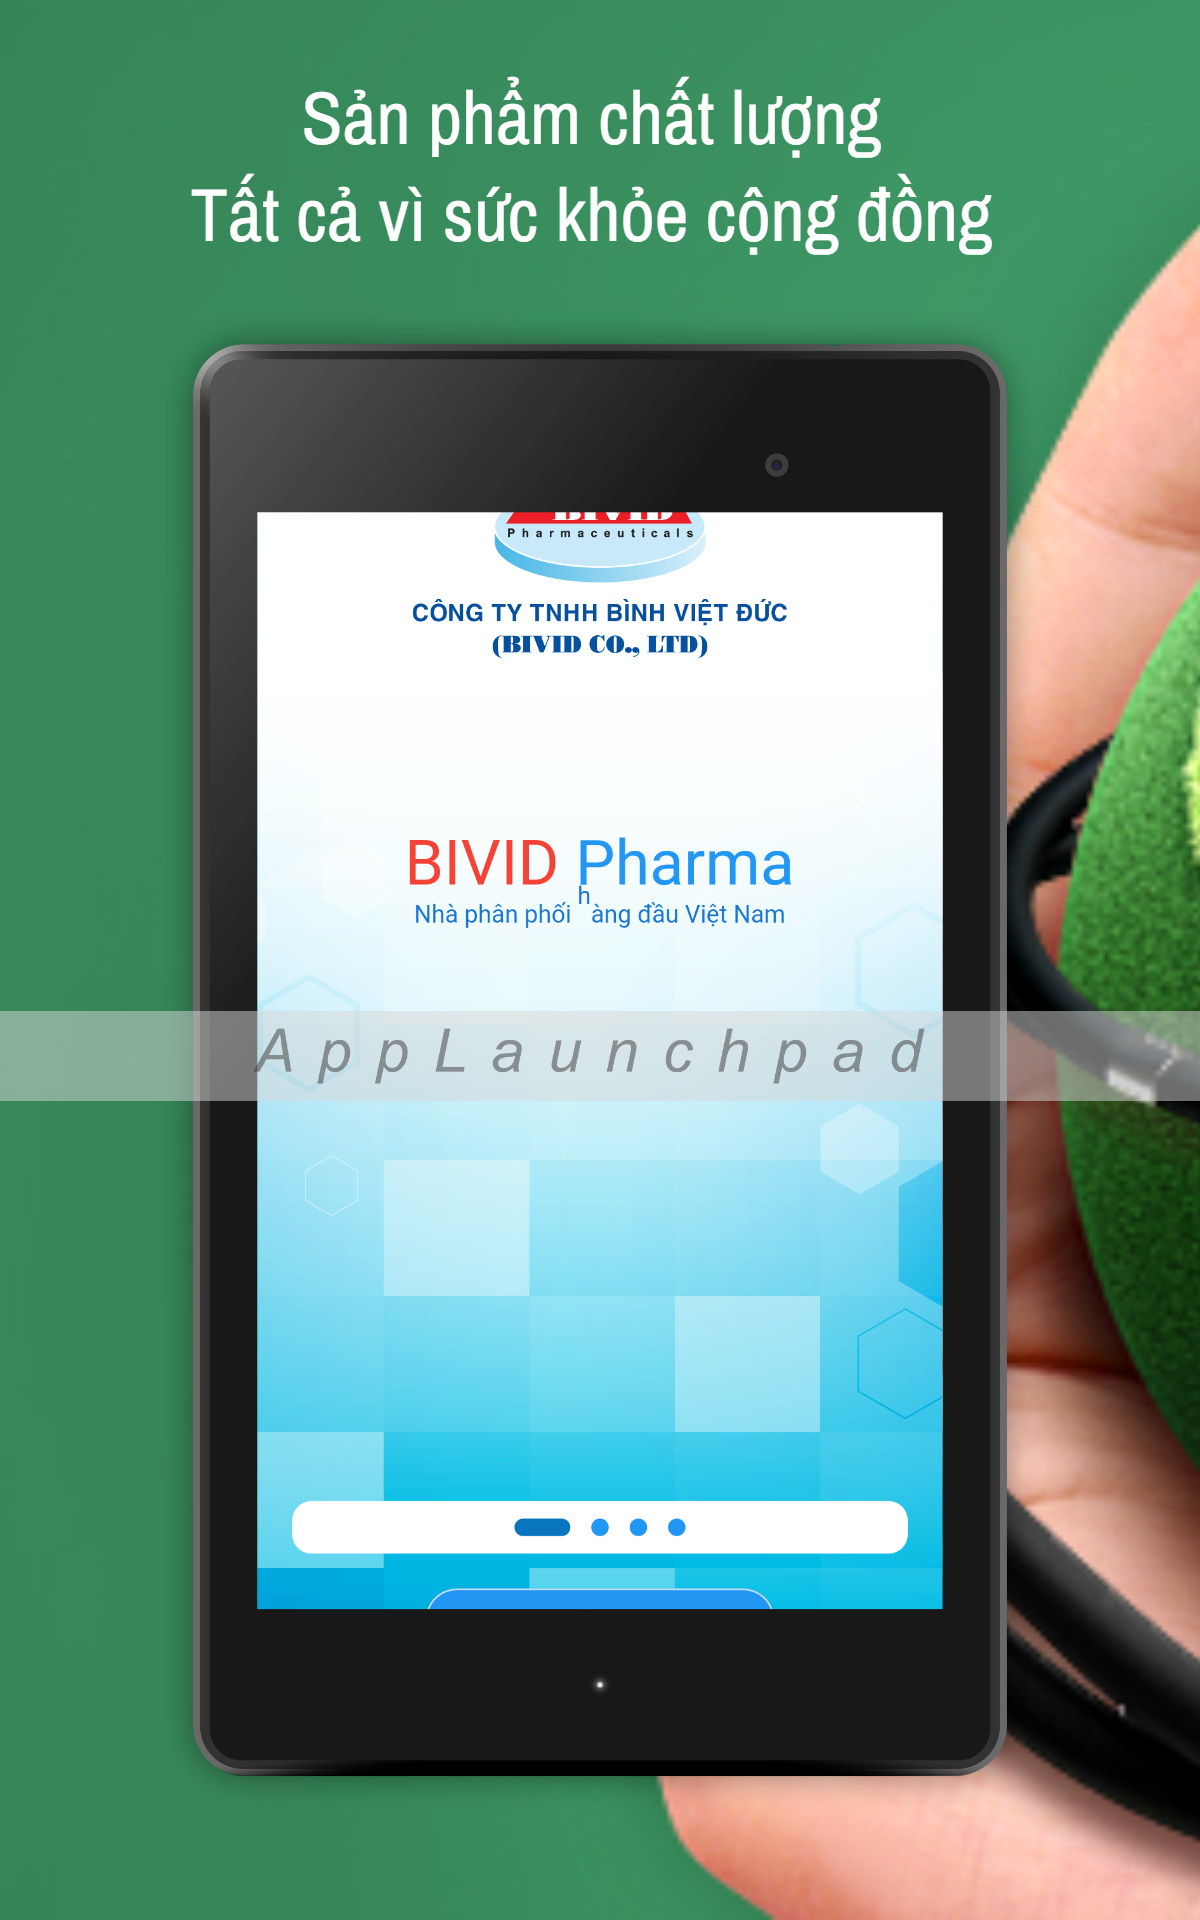 Sản phẩm chất lượng
Tất cả vì sức khỏe cộng đồng
BIVID
Pharmaceuticals
CÔNG TY TNHH BÌNH VIỆT ĐỨC
(BIVID CO., LTD)
BIVID Pharma
Nhà phân phối hàng đầu Việt Nam
AppLaunchpad